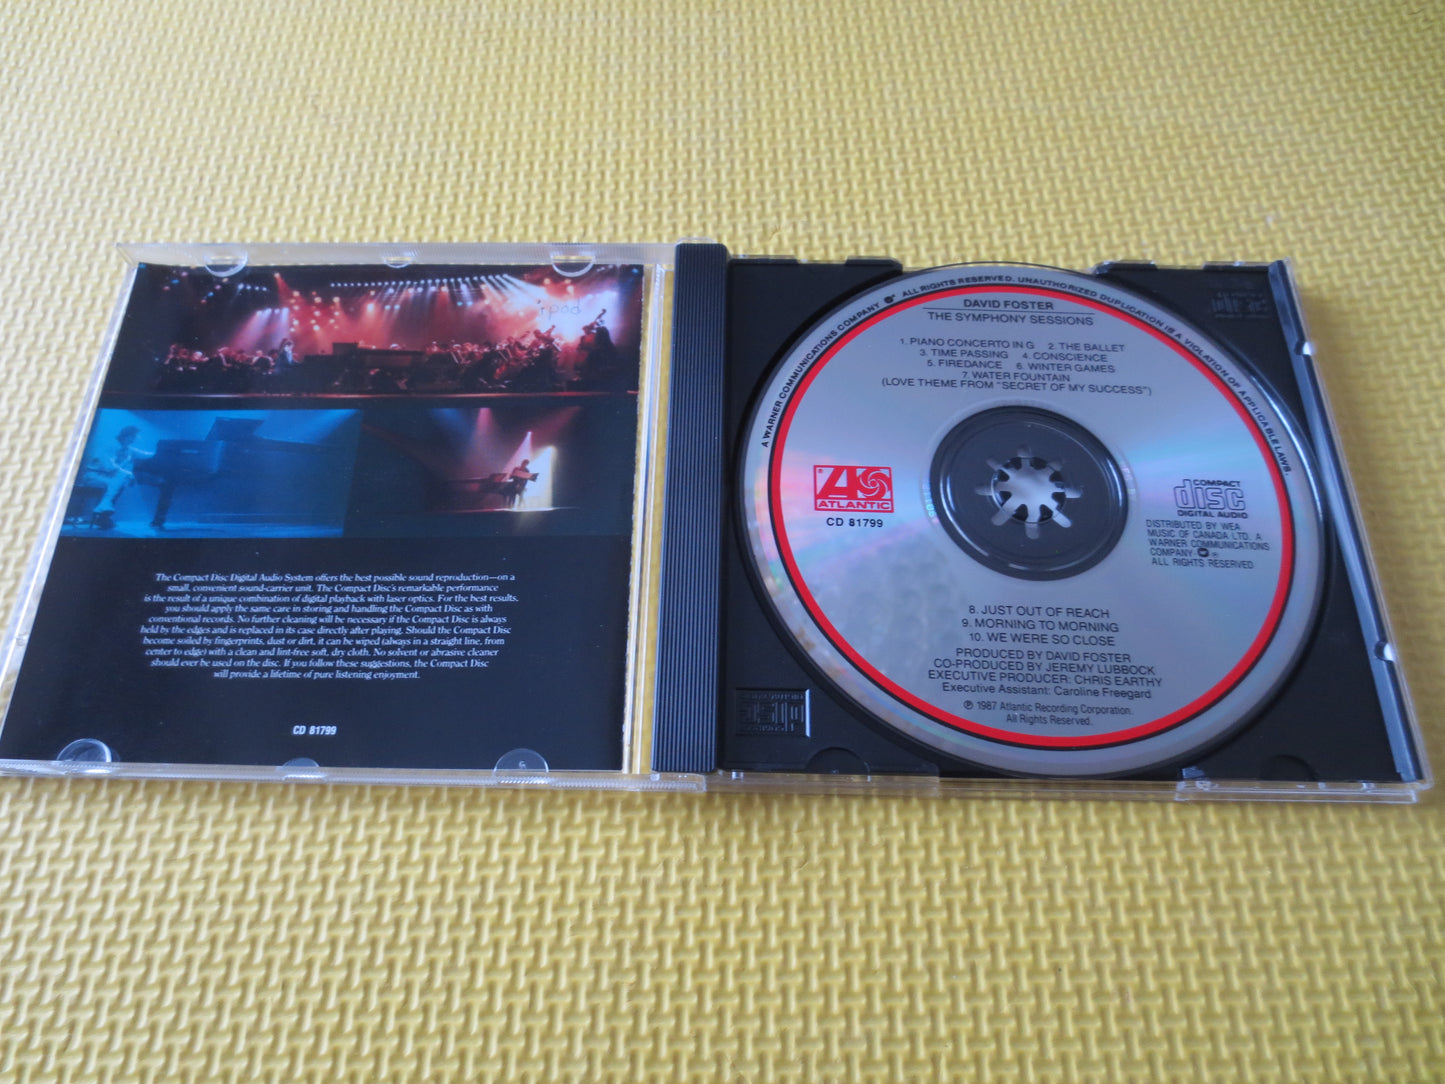 rood
The Compact Disc Digital Audio System offers the best possible sound reproduction—on a
small, convenient sound-carrier unit. The Compact Disc's remarkable performance
is the result of a unique combination of digital playback with laser optics. For the best results,
you should apply the same care in storing and handling the Compact Disc as with
conventional records. No further cleaning will be necessary if the Compact Disc is always
held by the edges and is replaced in its case directly after playing. Should the Compact Disc
become soiled by fingerprints, dust or dirt, it can be wiped (always in a straight line, from
center to edge) with a clean and lint-free soft, dry cloth. No solvent or abrasive cleaner
should ever be used on the disc. If you follow these suggestions, the Compact Disc
will provide a lifetime of pure listening enjoyment.
CD 81799
A WARNER COMMUNICATIONS COMPANY ALL RIGHTS RESERVED. UNAUTHORIZED DUPLICATION IS A VIOLATION OF APPLICABLE LAWS.
DAVID FOSTER
THE SYMPHONY SESSIONS
1. PIANO CONCERTO IN G 2. THE BALLET
3. TIME PASSING 4. CONSCIENCE
5. FIREDANCE 6. WINTER GAMES
7. WATER FOUNTAIN
(LOVE THEME FROM "SECRET OF MY SUCCESS")
ATLANTIC
CD 81799
COMPACT
disc
DIGITAL AUDIO
DISTRIBUTED BY WEA
MUSIC OF CANADA LTD. A
WARNER COMMUNICATIONS
COMPANY ℗
ALL RIGHTS RESERVED
8. JUST OUT OF REACH
9. MORNING TO MORNING
10. WE WERE SO CLOSE
PRODUCED BY DAVID FOSTER
CO-PRODUCED BY JEREMY LUBBOCK
EXECUTIVE PRODUCER: CHRIS EARTHY
Executive Assistant: Caroline Freegard
℗ 1987 Atlantic Recording Corporation.
All Rights Reserved.